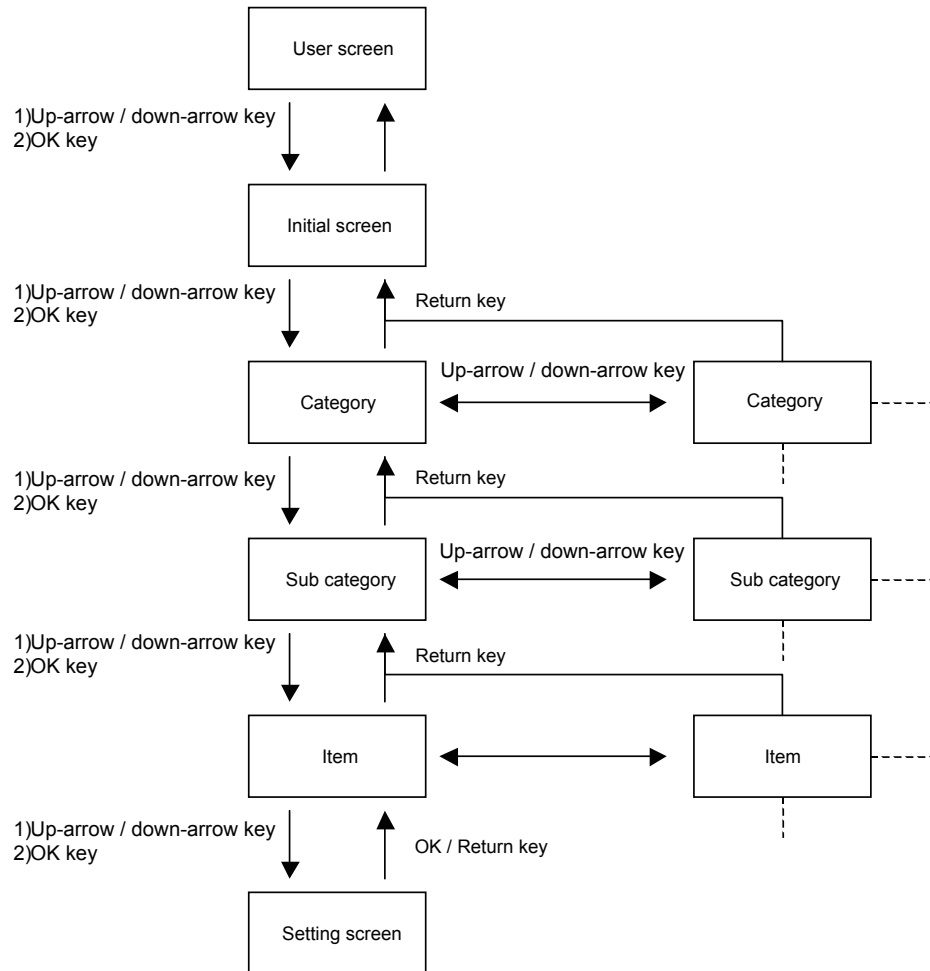 User screen
1)Up-arrow / down-arrow key
2)OK key
Initial screen
1)Up-arrow / down-arrow key
2)OK key
Return key
Category
Up-arrow / down-arrow key
Category
1)Up-arrow / down-arrow key
2)OK key
Return key
Sub category
Up-arrow / down-arrow key
Sub category
1)Up-arrow / down-arrow key
2)OK key
Return key
Item
Item
1)Up-arrow / down-arrow key
2)OK key
OK / Return key
Setting screen